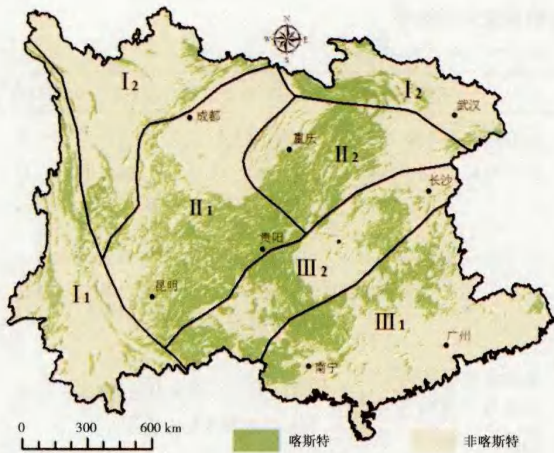 N
W E
S
I₂
I₂
成都
武汉
重庆
II₂
长沙
II₁
贵阳
III₂
I₁
昆明
III₁
广州
南宁
0 300 600 km
喀斯特
非喀斯特